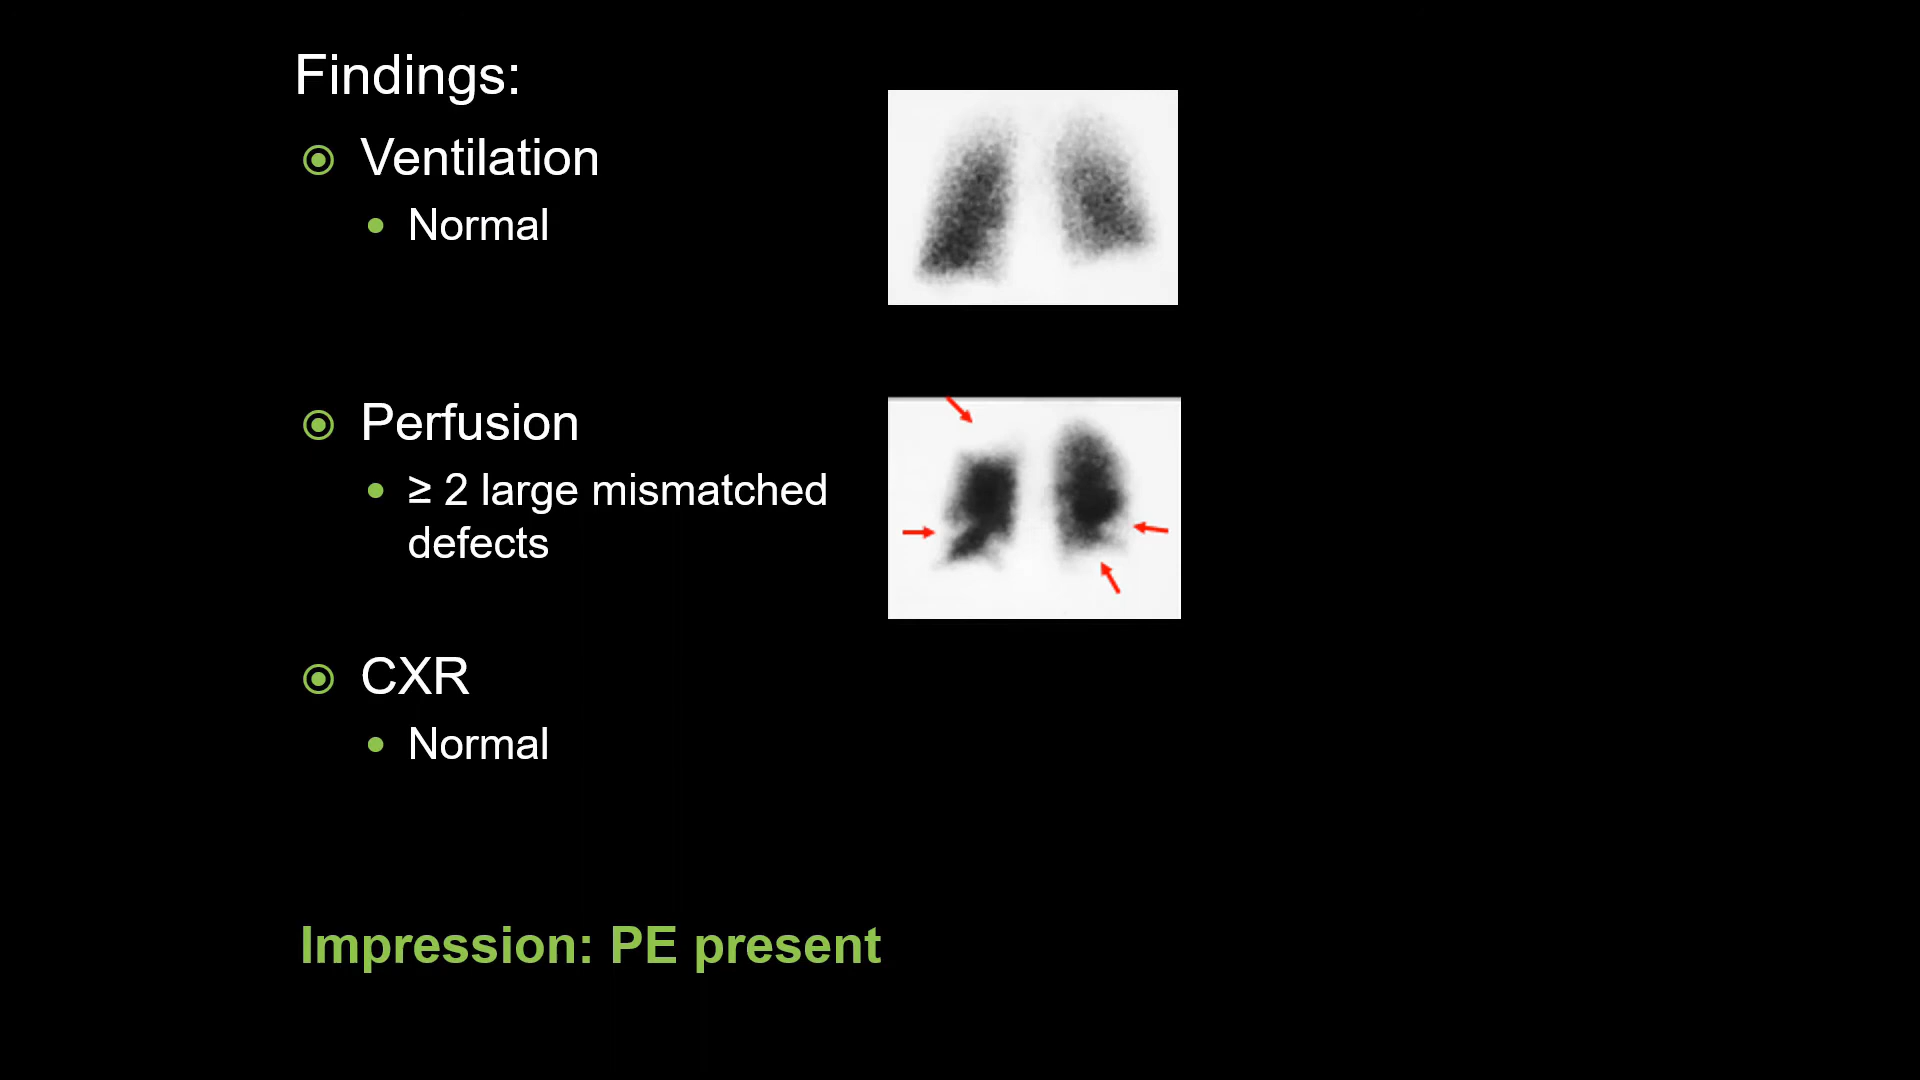 Findings:
Ventilation
Normal
Perfusion
≥ 2 large mismatched
defects
CXR
Normal
Impression: PE present